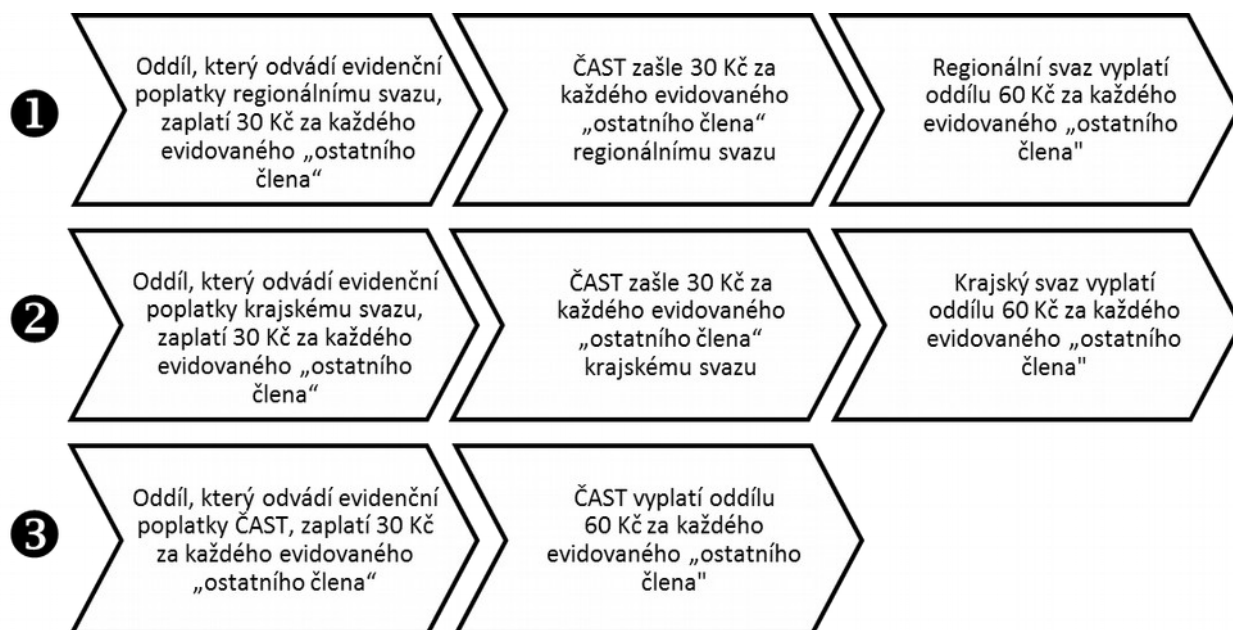 1
Oddíl, který odvádí evidenční
poplatky regionálnímu svazu,
zaplatí 30 Kč za každého
evidovaného „ostatního
člena“
ČAST zašle 30 Kč za
každého evidovaného
„ostatního člena“
regionálnímu svazu
Regionální svaz vyplatí
oddílu 60 Kč za každého
evidovaného „ostatního
člena"
2
Oddíl, který odvádí evidenční
poplatky krajskému svazu,
zaplatí 30 Kč za každého
evidovaného „ostatního
člena“
ČAST zašle 30 Kč za
každého evidovaného
„ostatního člena“
krajskému svazu
Krajský svaz vyplatí
oddílu 60 Kč za každého
evidovaného „ostatního
člena"
3
Oddíl, který odvádí evidenční
poplatky ČAST, zaplatí 30 Kč
za každého evidovaného
„ostatního člena“
ČAST vyplatí oddílu
60 Kč za každého
evidovaného „ostatního
člena"